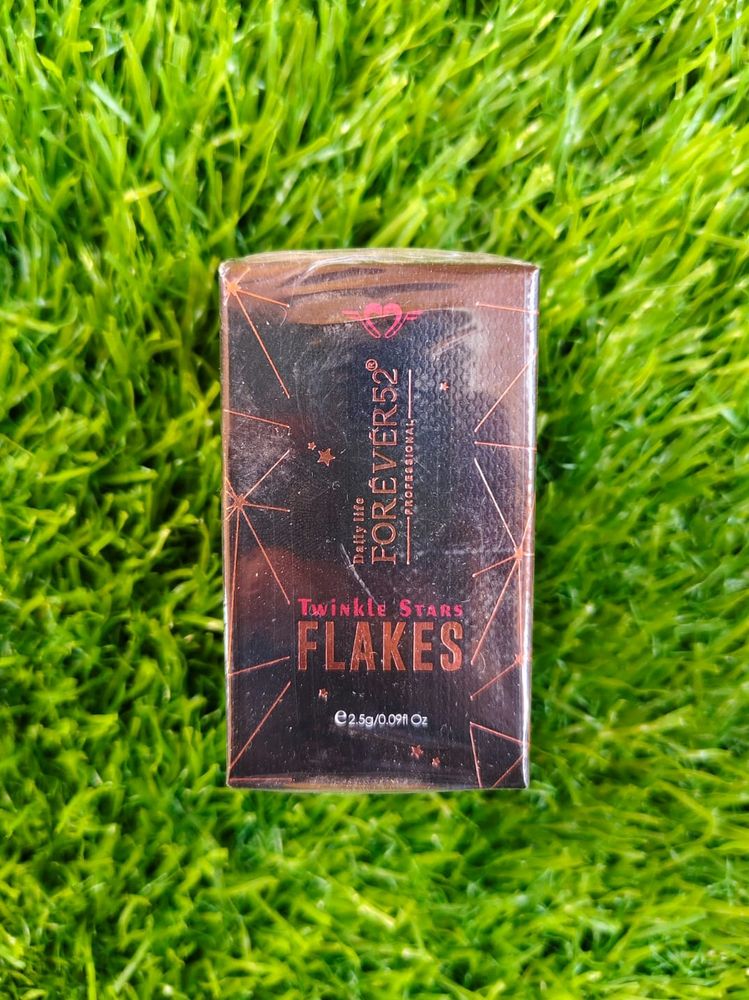 Daily life
FOREVER52®
PROFESSIONAL
TWINKLE STARS
FLAKES
℮2.5g/0.09fl Oz